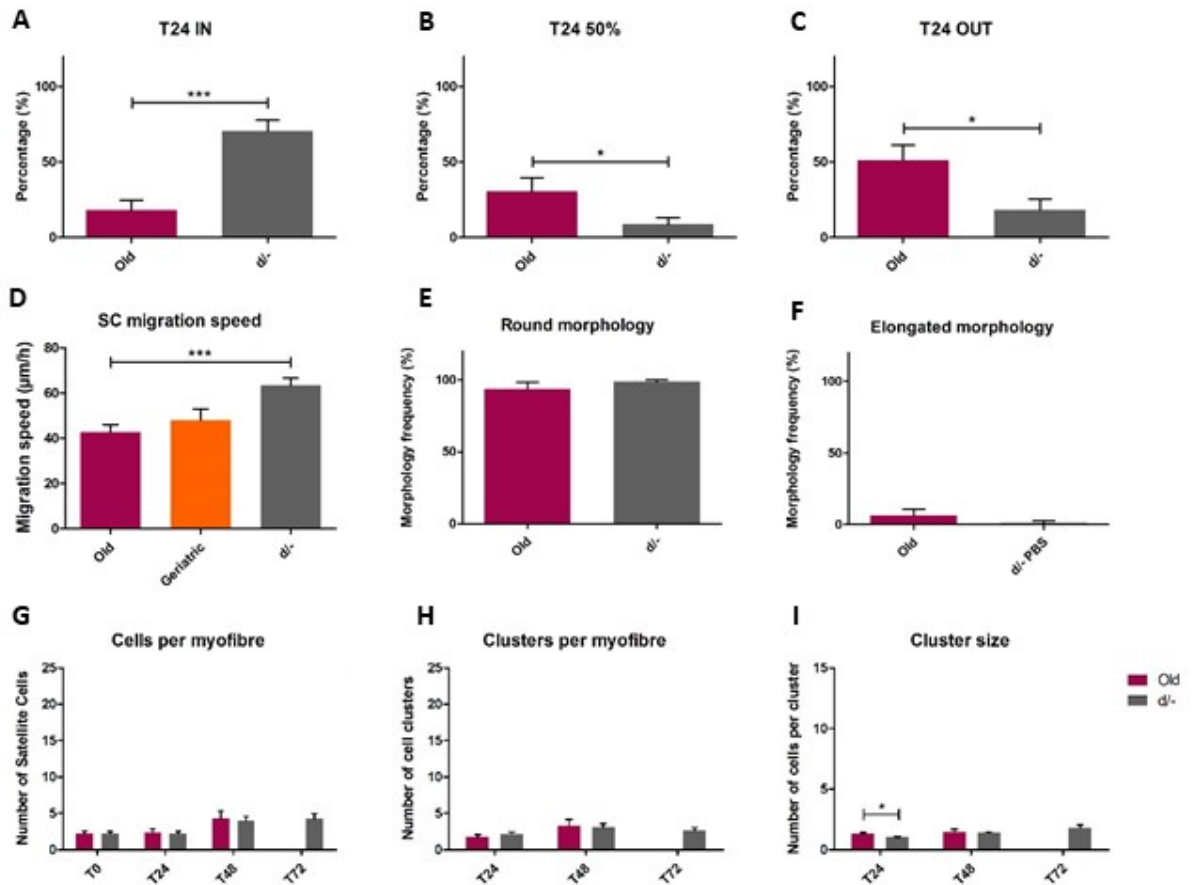 A
T24 IN
Percentage (%)
100
50
0
***
Old
d/-
B
T24 50%
Percentage (%)
100
50
0
*
Old
d/-
C
T24 OUT
Percentage (%)
100
50
0
*
Old
d/-
D
SC migration speed
Migration speed (µm/h)
80
60
40
20
0
***
Old
Geriatric
d/-
E
Round morphology
Morphology frequency (%)
100
50
0
Old
d/-
F
Elongated morphology
Morphology frequency (%)
100
50
0
Old
d/- PBS
G
Cells per myofibre
Number of Satellite Cells
25
20
15
10
5
0
T0
T24
T48
T72
H
Clusters per myofibre
Number of cell clusters
25
20
15
10
5
0
T24
T48
T72
I
Cluster size
Number of cells per cluster
15
10
5
0
*
T24
T48
T72
Old
d/-